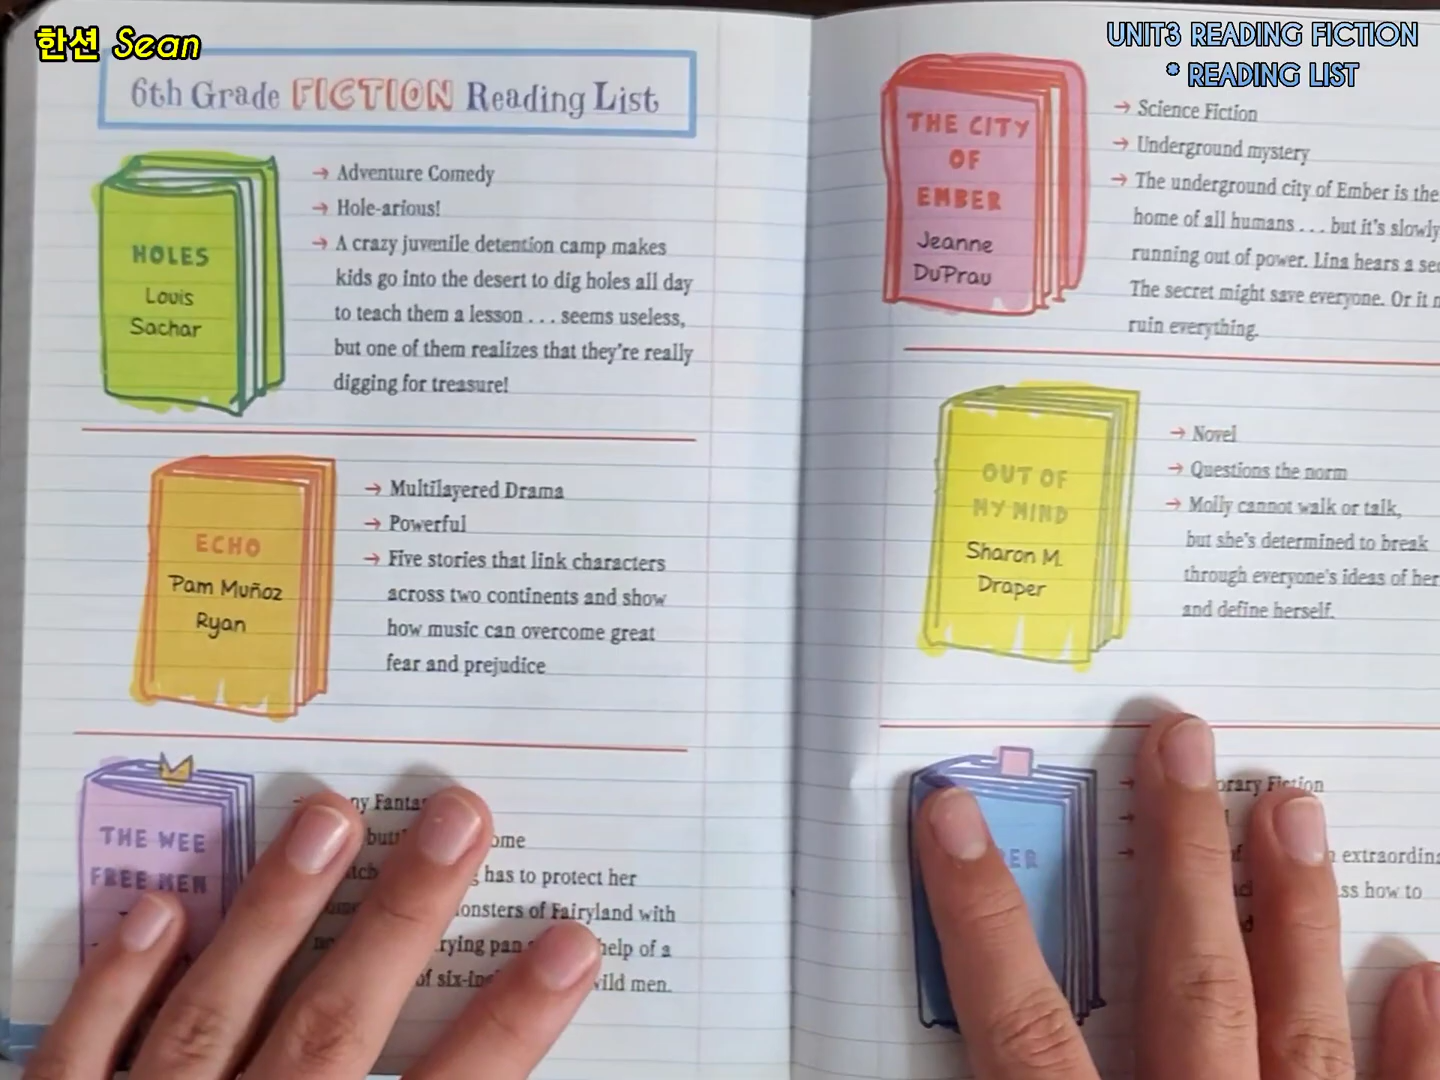 한션 Sean
UNIT3 READING FICTION
* READING LIST
6th Grade FICTION Reading List
HOLES
Louis
Sachar
→ Adventure Comedy
→ Hole-arious!
→ A crazy juvenile detention camp makes
kids go into the desert to dig holes all day
to teach them a lesson . . . seems useless,
but one of them realizes that they're really
digging for treasure!
ECHO
Pam Muñoz
Ryan
→ Multilayered Drama
→ Powerful
→ Five stories that link characters
across two continents and show
how music can overcome great
fear and prejudice
THE WEE
FREE MEN
has to protect her
of Fairyland with
pan help of a
of men.
THE CITY
OF
EMBER
Jeanne
DuPrau
→ Science Fiction
→ Underground mystery
→ The underground city of Ember is the
home of all humans . . . but it's slowly
running out of power. Lina hears a
The secret might save everyone. Or it
ruin everything.
OUT OF
MY MIND
Sharon M.
Draper
→ Novel
→ Questions the norm
→ Molly cannot walk or talk,
but she's determined to break
through everyone's ideas of her
and define herself.
Fiction
how to